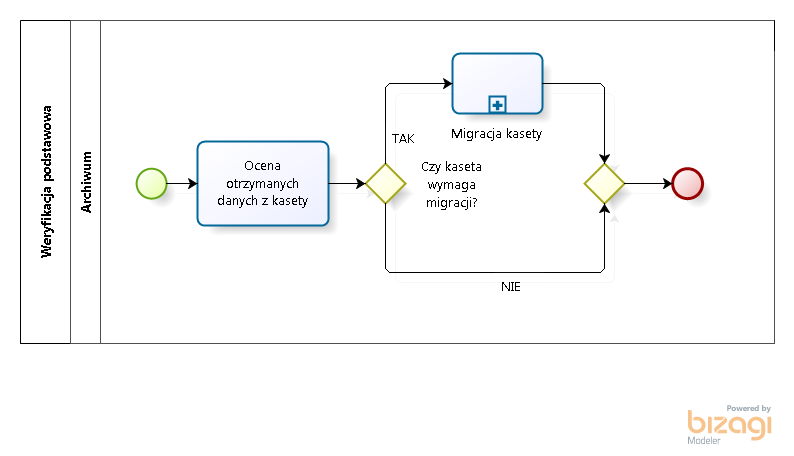 Weryfikacja podstawowa
Archiwum
Ocena
otrzymanych
danych z kasety
TAK
Czy kaseta
wymaga
migracji?
Migracja kasety
NIE
Powered by
bizagi
Modeler